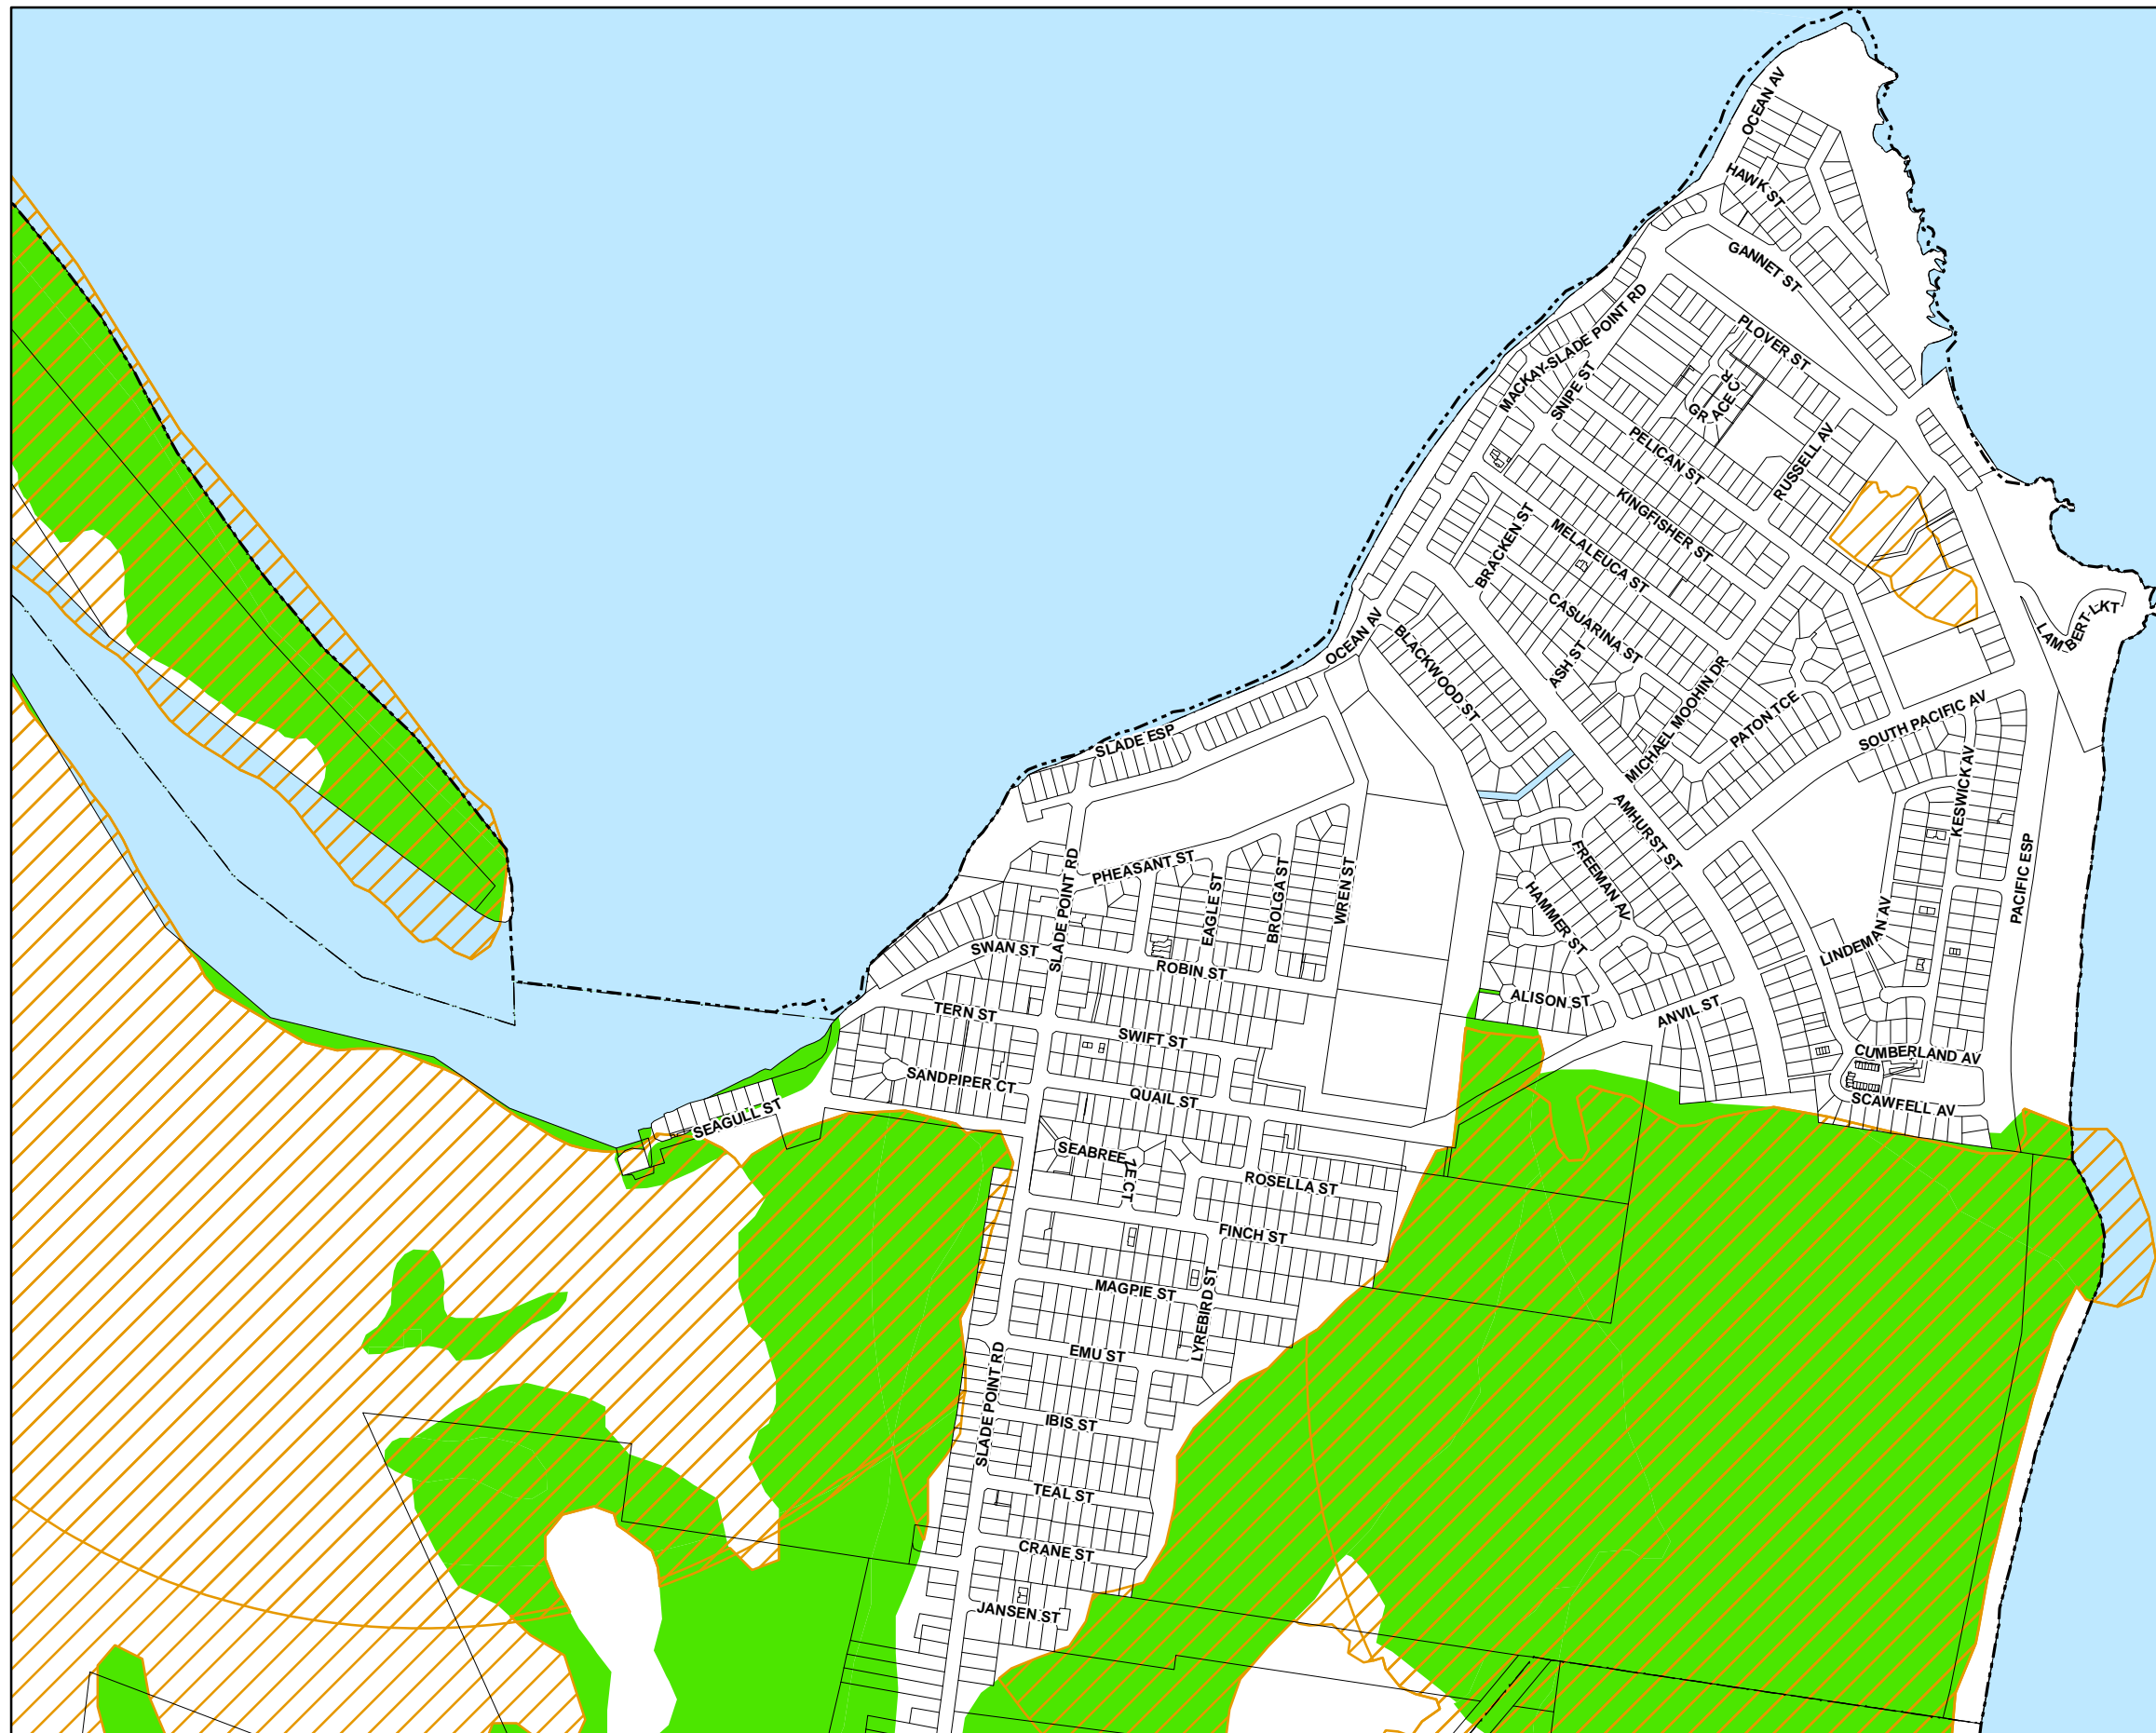 OCEAN AV
HAWK ST
GANNET ST
MACKAY-SLADE POINT RD
PLOVER ST
SNIPE ST
GRACE CR
PELICAN ST
RUSSELL AV
KINGFISHER ST
BRACKEN ST
MELALEUCA ST
CASUARINA ST
LAMBERT LKT
OCEAN AV
BLACKWOOD ST
ASH ST
MICHAEL MOOHIN DR
PATON TCE
SOUTH PACIFIC AV
SLADE ESP
KESWICK AV
AMHURST ST
FREEMAN AV
PACIFIC ESP
PHEASANT ST
SLADE POINT RD
EAGLE ST
BROLGA ST
WREN ST
HAMMER ST
LINDEMAN AV
SWAN ST
ROBIN ST
ALISON ST
ANVIL ST
TERN ST
SWIFT ST
CUMBERLAND AV
SANDPIPER CT
QUAIL ST
SCAWFELL AV
SEAGULL ST
SEABREEZE CT
ROSELLA ST
FINCH ST
MAGPIE ST
LYREBIRD ST
EMU ST
SLADE POINT RD
IBIS ST
TEAL ST
CRANE ST
JANSEN ST